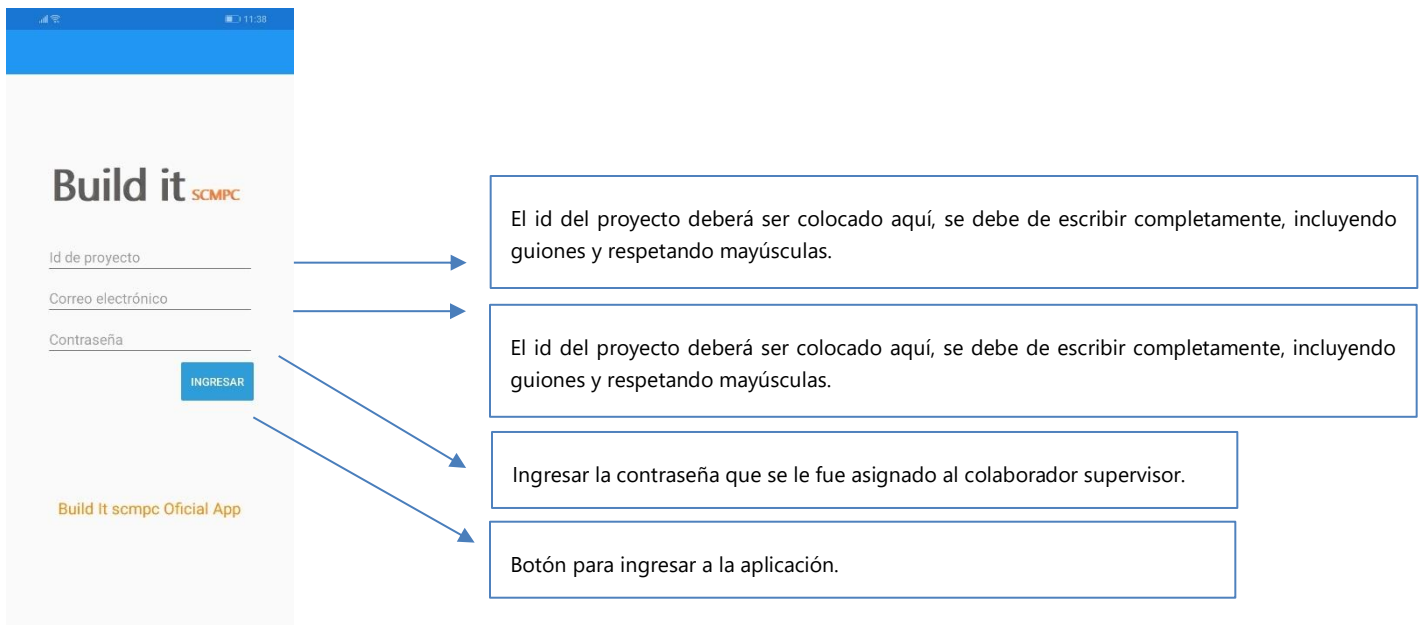 11:38
Build it SCMPC
Id de proyecto
Correo electrónico
Contraseña
INGRESAR
Build It scmpc Oficial App
El id del proyecto deberá ser colocado aquí, se debe de escribir completamente, incluyendo
guiones y respetando mayúsculas.
El id del proyecto deberá ser colocado aquí, se debe de escribir completamente, incluyendo
guiones y respetando mayúsculas.
Ingresar la contraseña que se le fue asignado al colaborador supervisor.
Botón para ingresar a la aplicación.